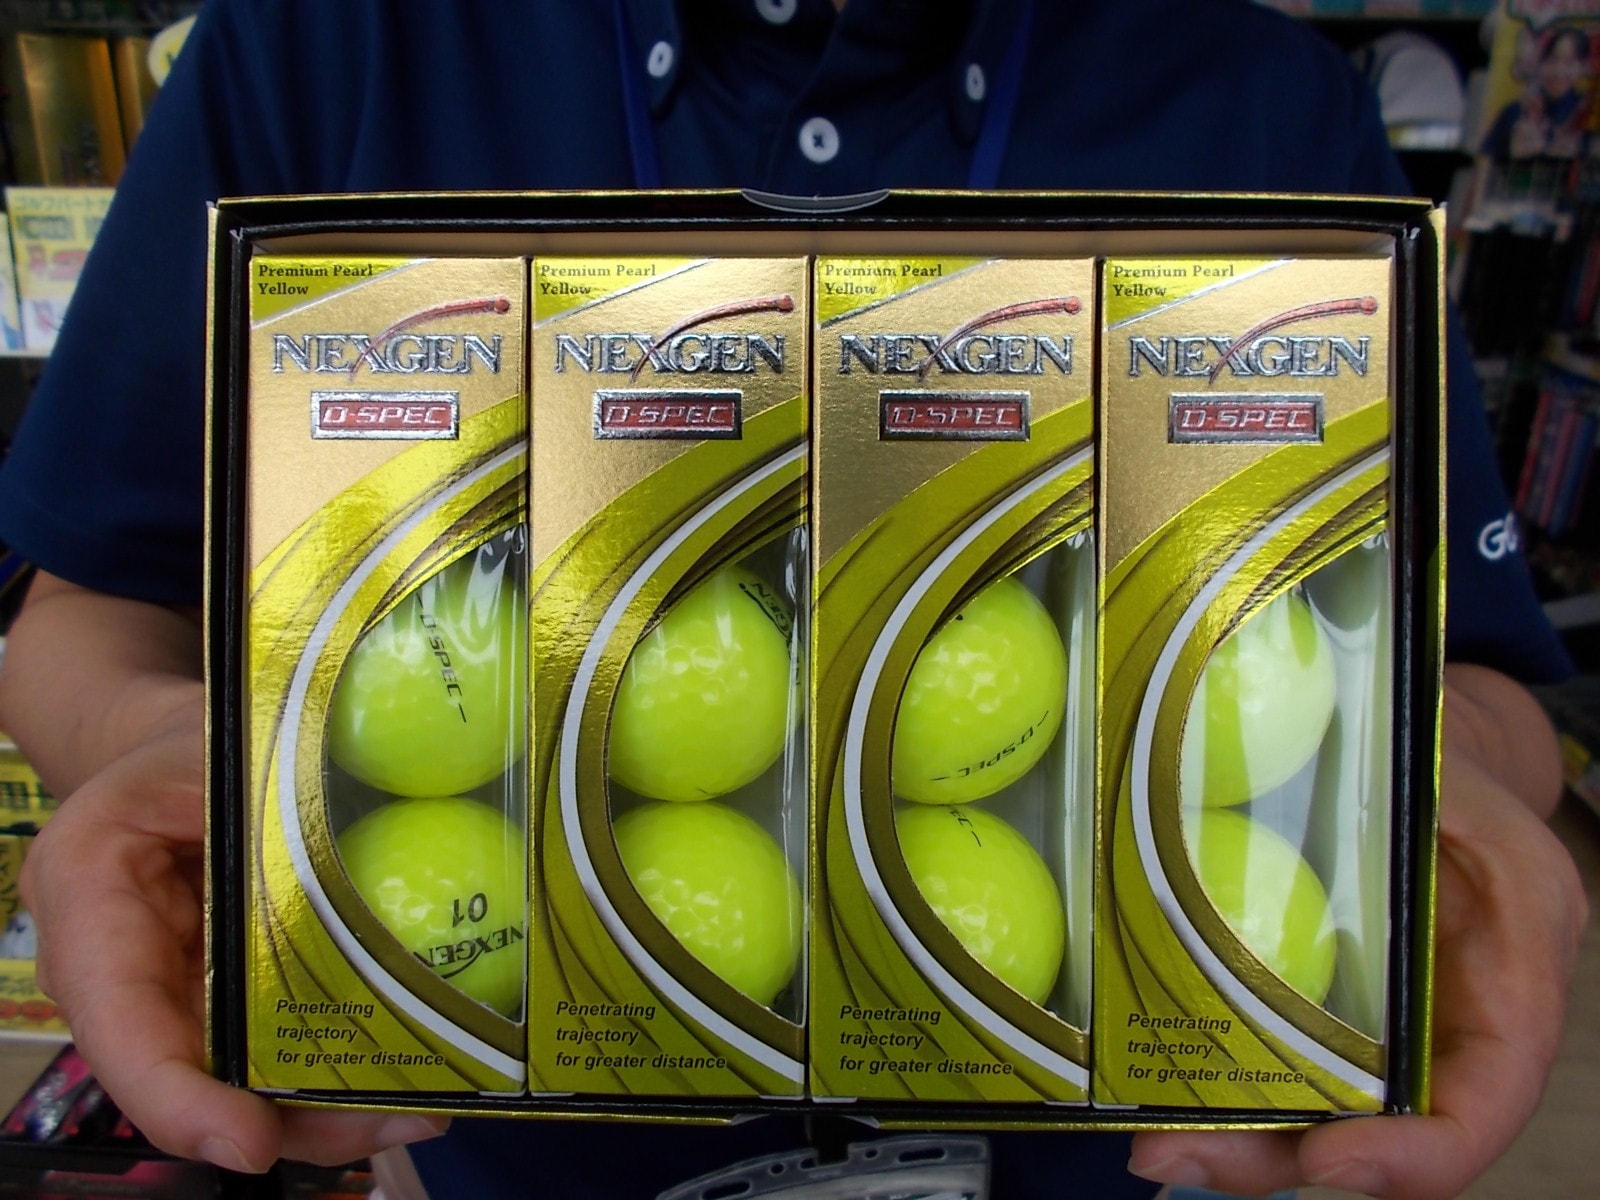 Premium Pearl
Yellow
NEXGEN
D-SPEC
D-SPEC
01
NEXGEN
Penetrating
trajectory
for greater distance
Premium Pearl
Yellow
NEXGEN
D-SPEC
Penetrating
trajectory
for greater distance
Premium Pearl
Yellow
NEXGEN
D-SPEC
D-SPEC
Penetrating
trajectory
for greater distance
Premium Pearl
Yellow
NEXGEN
D-SPEC
Penetrating
trajectory
for greater distance